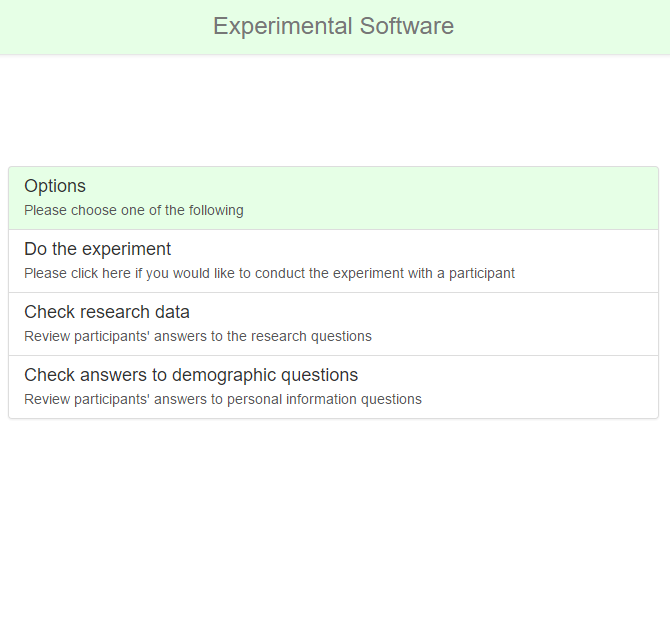 Experimental Software
Options
Please choose one of the following
Do the experiment
Please click here if you would like to conduct the experiment with a participant
Check research data
Review participants' answers to the research questions
Check answers to demographic questions
Review participants' answers to personal information questions